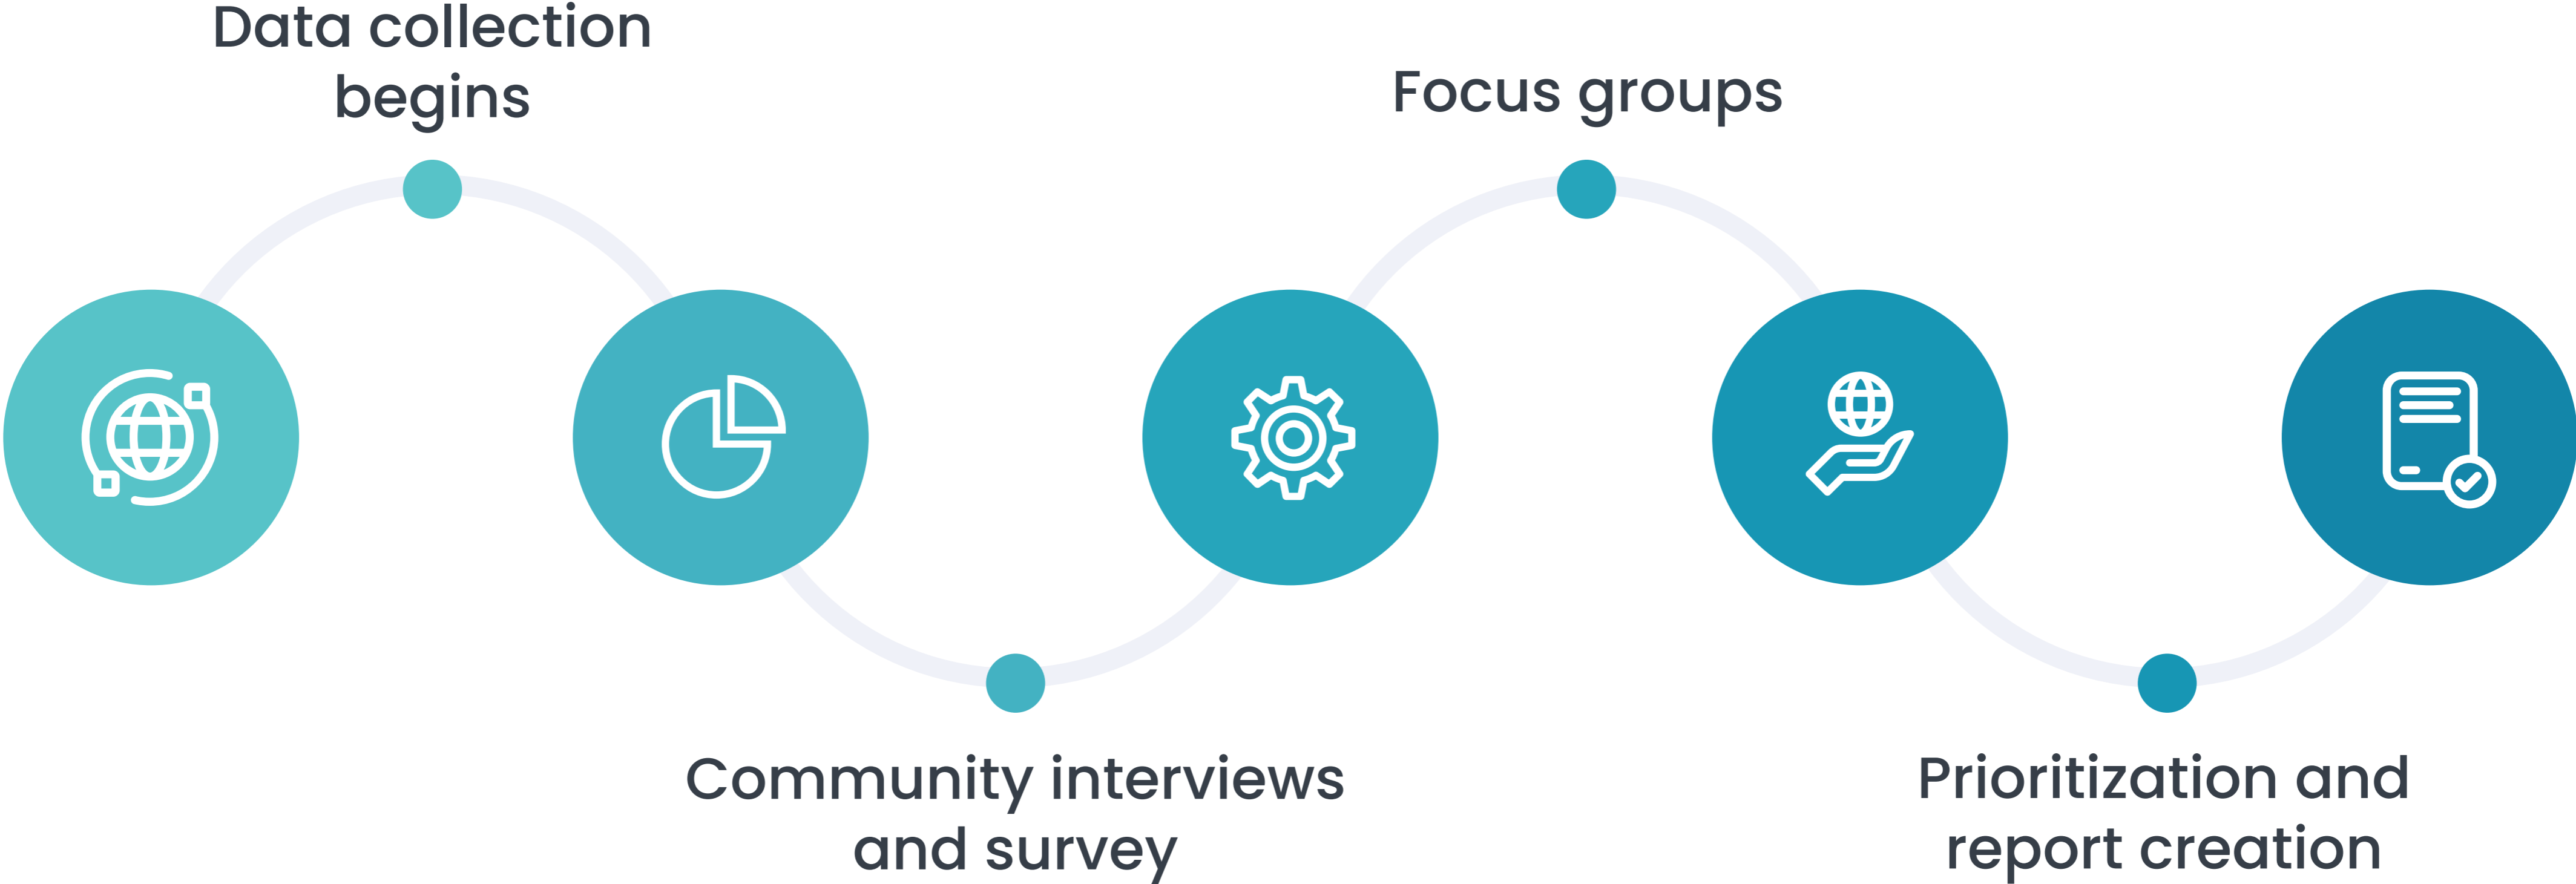 Data collection
begins
Focus groups
Community interviews
and survey
Prioritization and
report creation